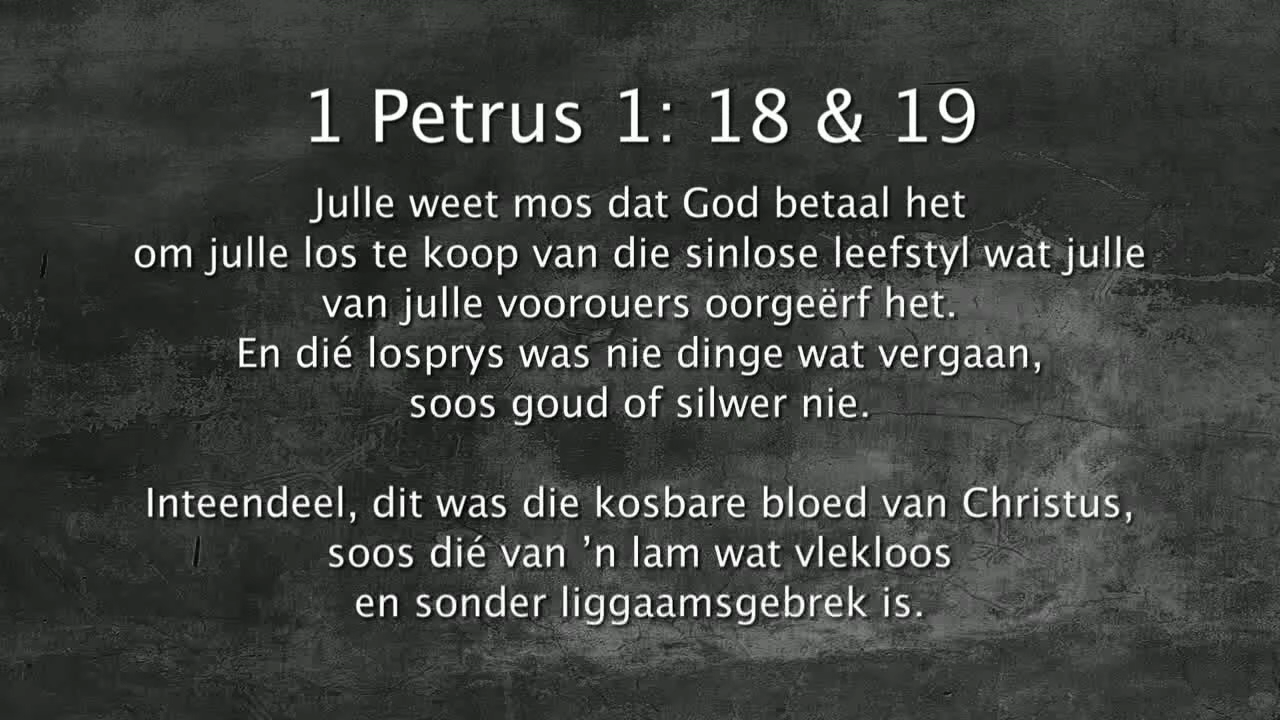 1 Petrus 1: 18 & 19
Julle weet mos dat God betaal het
om julle los te koop van die sinlose leefstyl wat julle
van julle voorouers oorgeërf het.
En dié losprys was nie dinge wat vergaan,
soos goud of silwer nie.
Inteendeel, dit was die kosbare bloed van Christus,
soos dié van ’n lam wat vlekloos
en sonder liggaamsgebrek is.